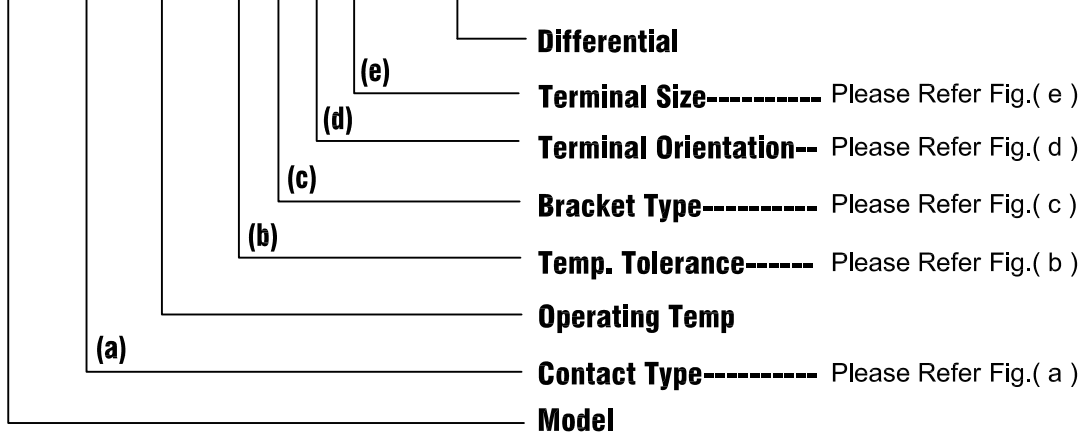 Differential
(e)
Terminal Size---------- Please Refer Fig.( e )
(d)
Terminal Orientation-- Please Refer Fig.( d )
(c)
Bracket Type---------- Please Refer Fig.( c )
(b)
Temp. Tolerance------ Please Refer Fig.( b )
Operating Temp
(a)
Contact Type---------- Please Refer Fig.( a )
Model